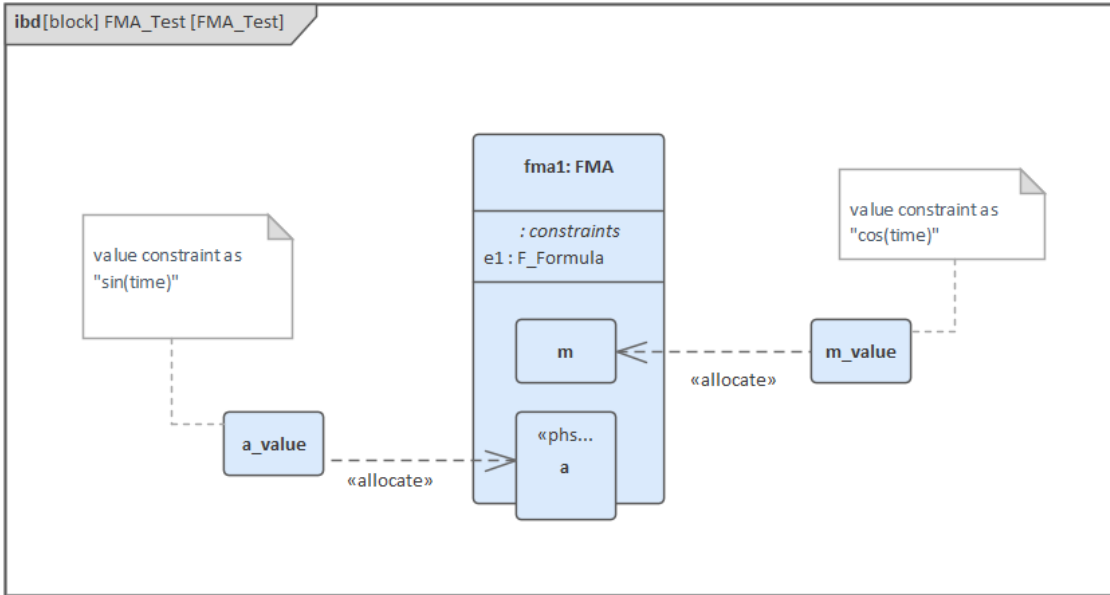 ibd [block] FMA_Test [FMA_Test]
fma1: FMA
: constraints
e1 : F_Formula
value constraint as
"cos(time)"
value constraint as
"sin(time)"
m
m_value
«allocate»
«phs...
a
a_value
«allocate»